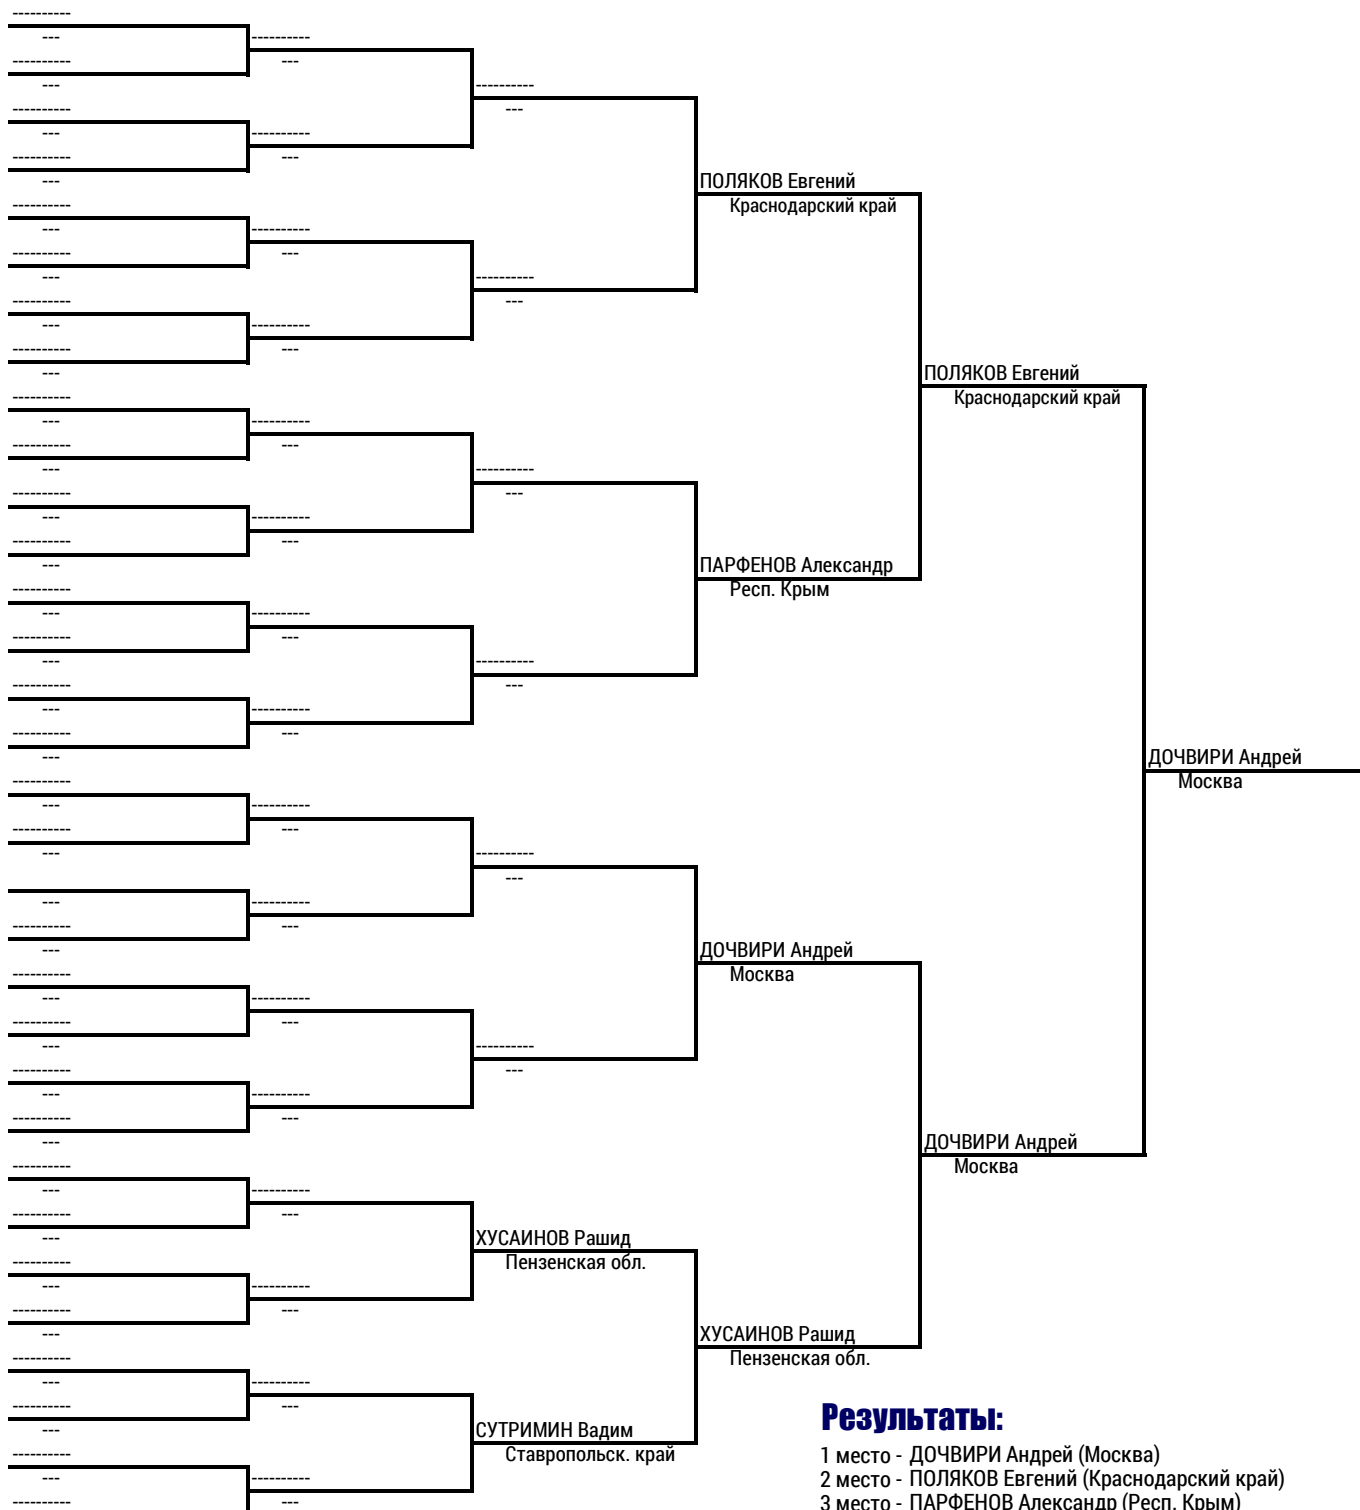 ПОЛЯКОВ Евгений
Краснодарский край
ПОЛЯКОВ Евгений
Краснодарский край
ПАРФЕНОВ Александр
Респ. Крым
ДОЧВИРИ Андрей
Москва
ДОЧВИРИ Андрей
Москва
ДОЧВИРИ Андрей
Москва
ХУСАИНОВ Рашид
Пензенская обл.
ХУСАИНОВ Рашид
Пензенская обл.
СУТРИМИН Вадим
Ставропольск. край
Результаты:
1 место - ДОЧВИРИ Андрей (Москва)
2 место - ПОЛЯКОВ Евгений (Краснодарский край)
3 место - ПАРФЕНОВ Александр (Респ. Крым)